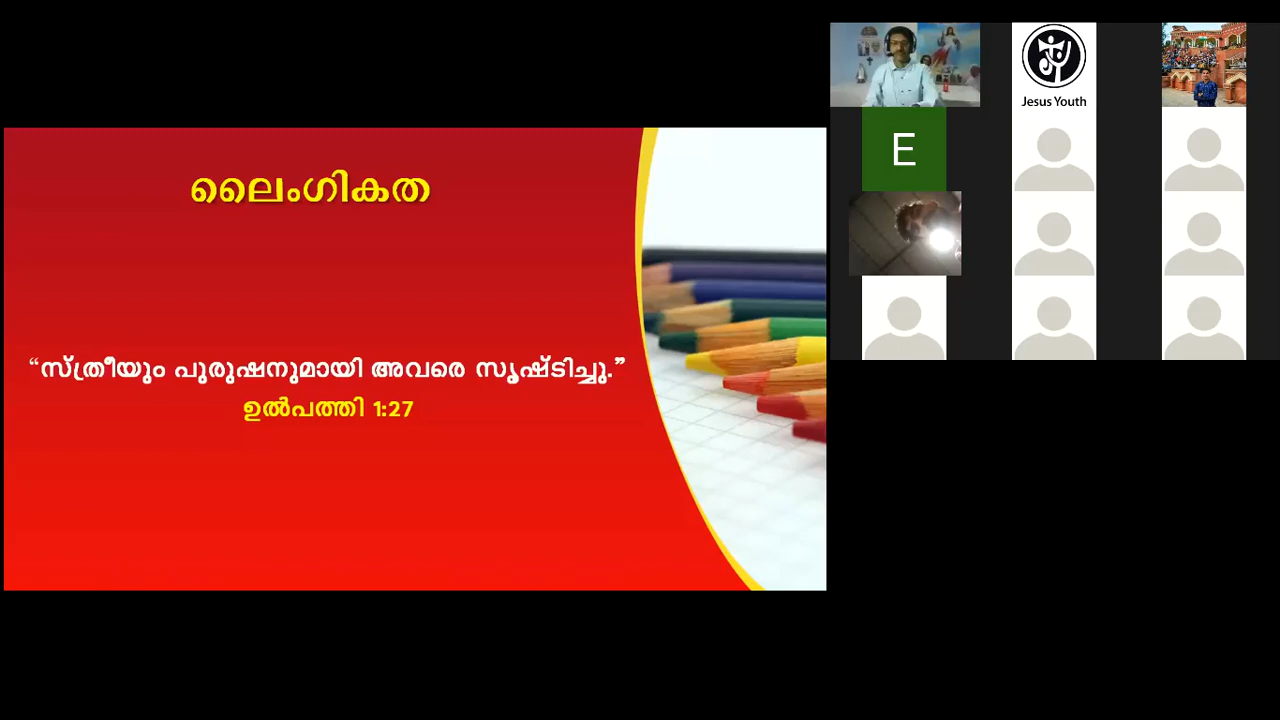 ലൈംഗികത
“സ്ത്രീയും പുരുഷനുമായി അവരെ സൃഷ്ടിച്ചു.”
ഉൽപത്തി 1:27
Jesus Youth
E